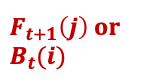 F_{t+1}(j) or
B_t(i)